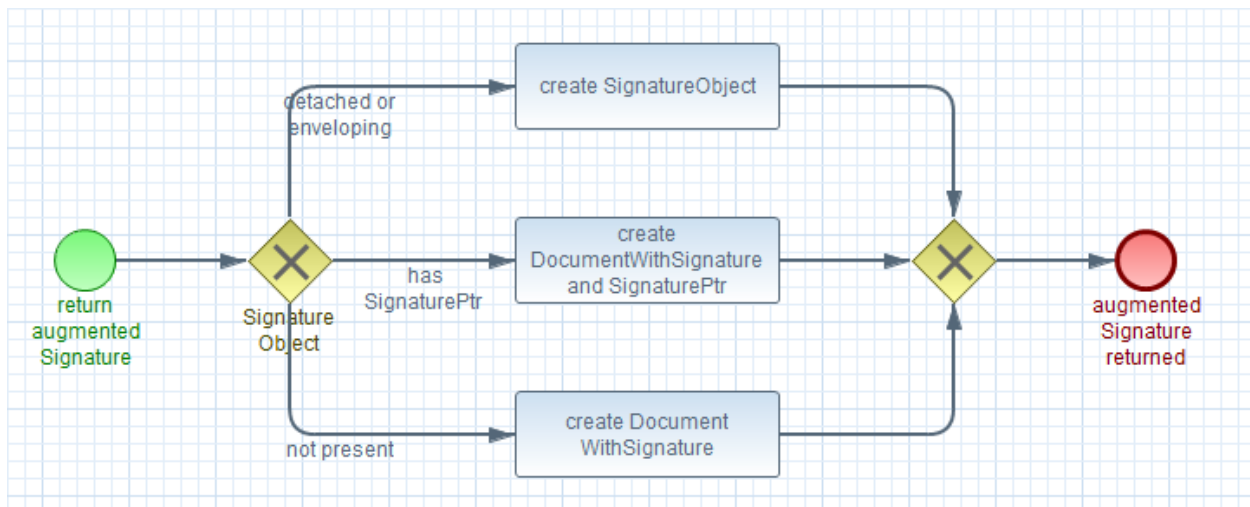 create SignatureObject
detached or
enveloping
create
DocumentWithSignature
and SignaturePtr
has
SignaturePtr
return
augmented
Signature
Signature
Object
augmented
Signature
returned
create Document
WithSignature
not present